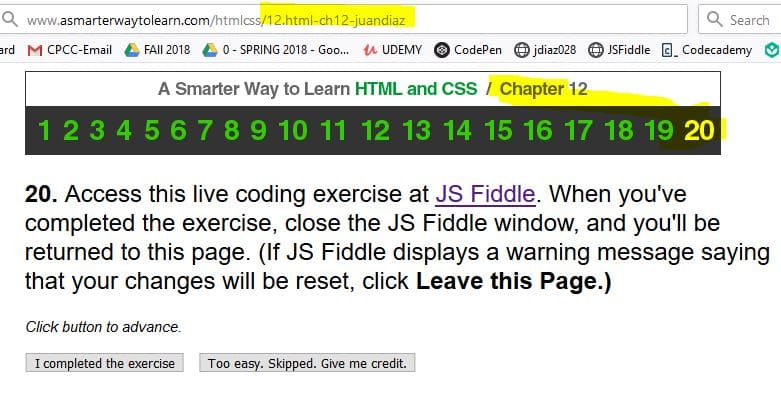 www.asmarterwaytolearn.com/htmlcss/12.html-ch12-juandiaz Search
ard CPCC-Email FAll 2018 0 - SPRING 2018 - Goo... UDEMY CodePen jdiaz028 JSFiddle Codecademy
A Smarter Way to Learn HTML and CSS / Chapter 12
1 2 3 4 5 6 7 8 9 10 11 12 13 14 15 16 17 18 19 20
20. Access this live coding exercise at JS Fiddle. When you've
completed the exercise, close the JS Fiddle window, and you'll be
returned to this page. (If JS Fiddle displays a warning message saying
that your changes will be reset, click Leave this Page.)
Click button to advance.
I completed the exercise Too easy. Skipped. Give me credit.